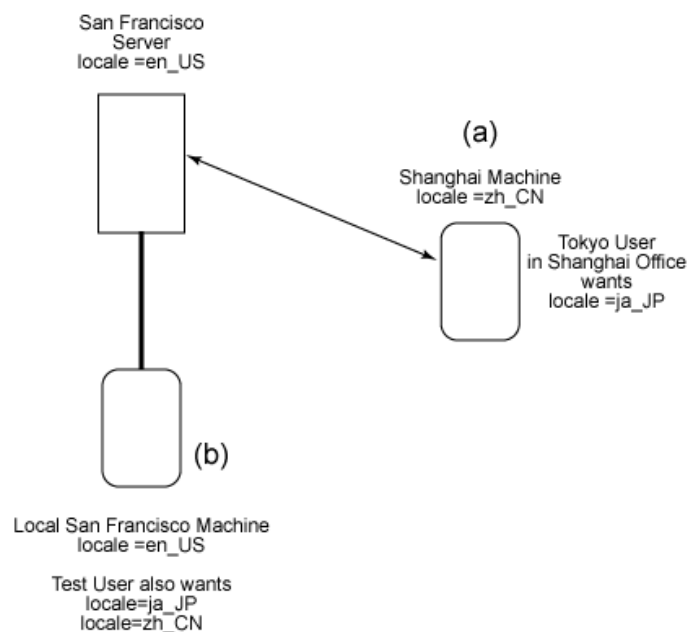 San Francisco
Server
locale =en_US
(a)
Shanghai Machine
locale =zh_CN
Tokyo User
in Shanghai Office
wants
locale =ja_JP
(b)
Local San Francisco Machine
locale =en_US
Test User also wants
locale=ja_JP
locale=zh_CN